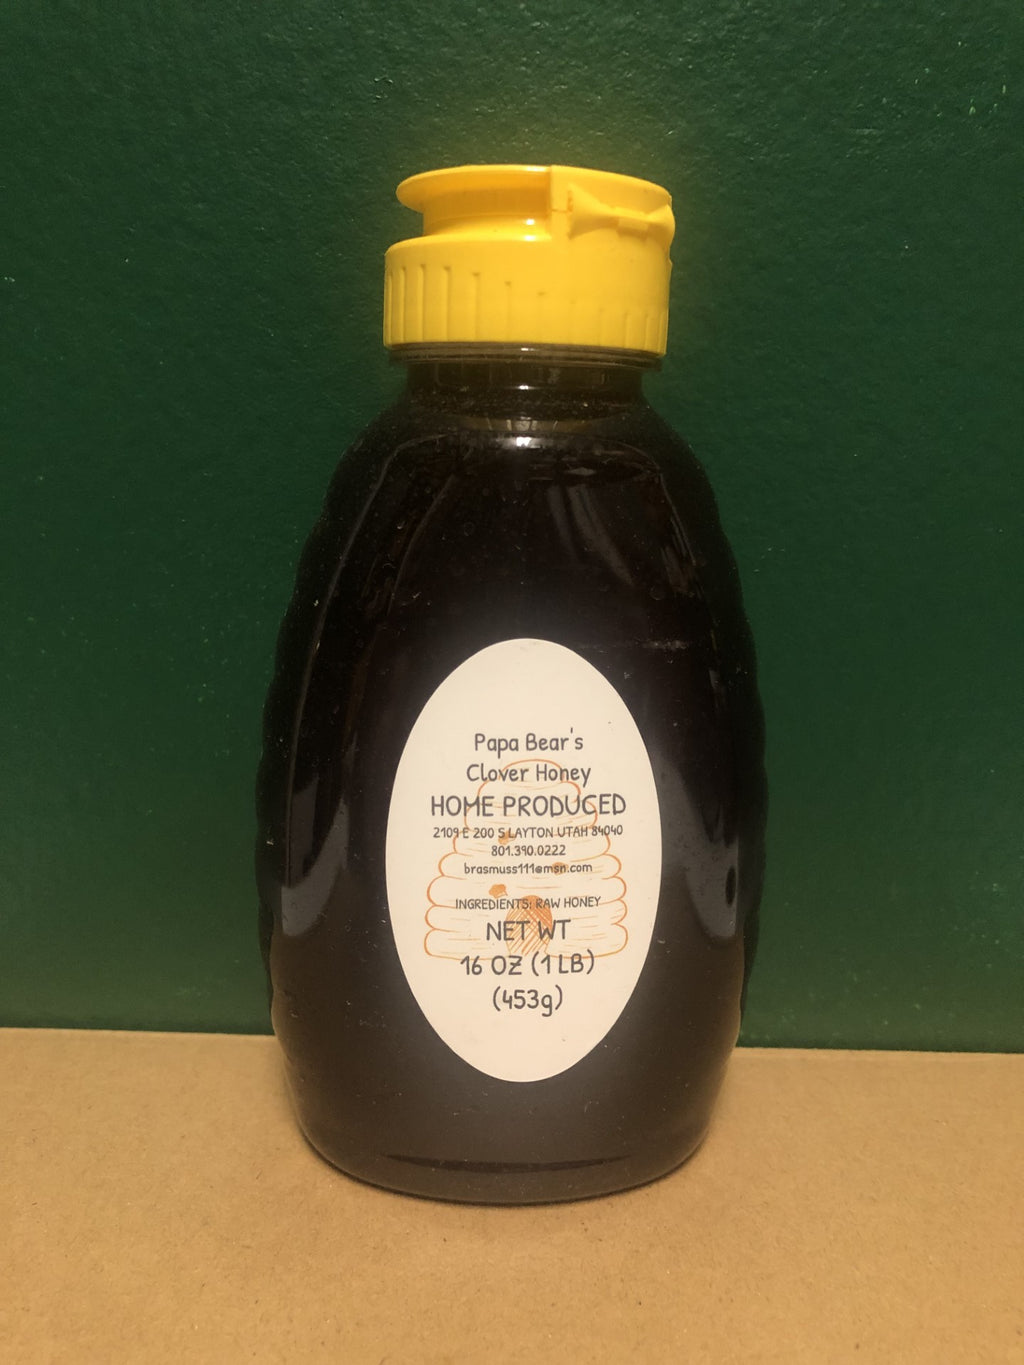 Papa Bear's
Clover Honey
HOME PRODUCED
2109 E 200 S LAYTON UTAH 84040
801.390.0222
brasmuss111@msn.com
INGREDIENTS: RAW HONEY
NET WT
16 OZ (1 LB)
(453g)